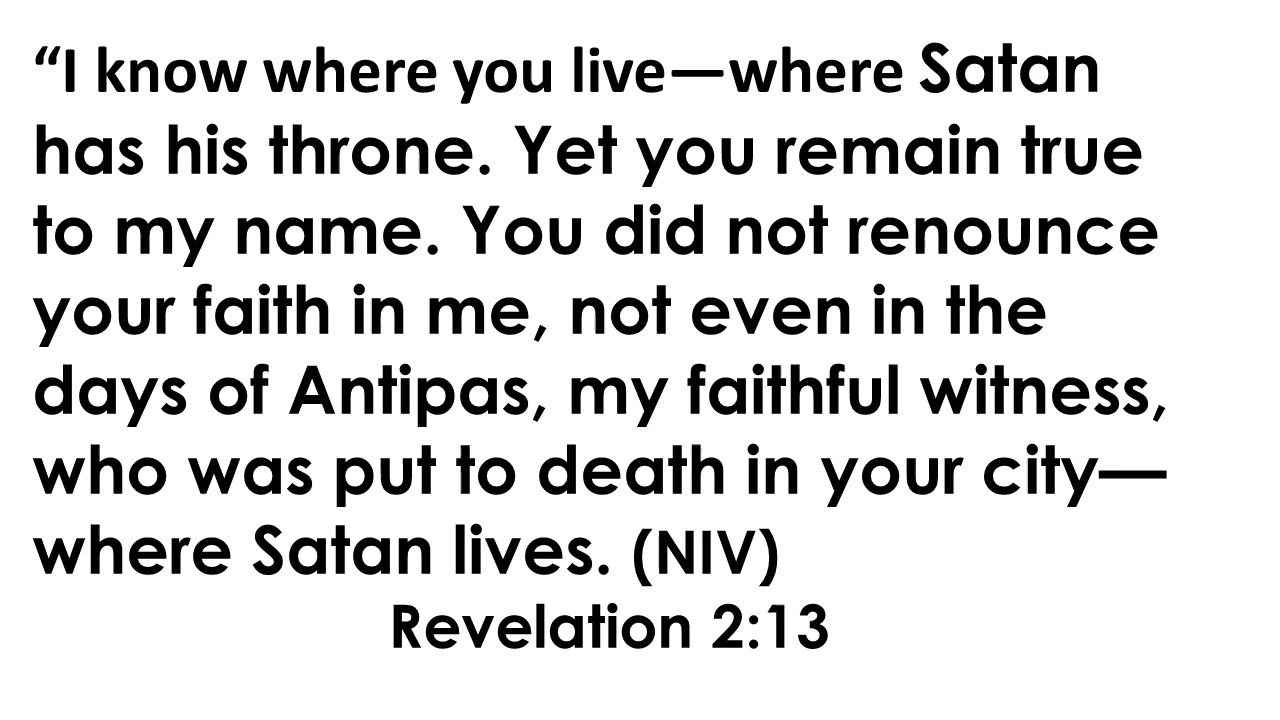 “I know where you live—where Satan
has his throne. Yet you remain true
to my name. You did not renounce
your faith in me, not even in the
days of Antipas, my faithful witness,
who was put to death in your city—
where Satan lives. (NIV)
Revelation 2:13